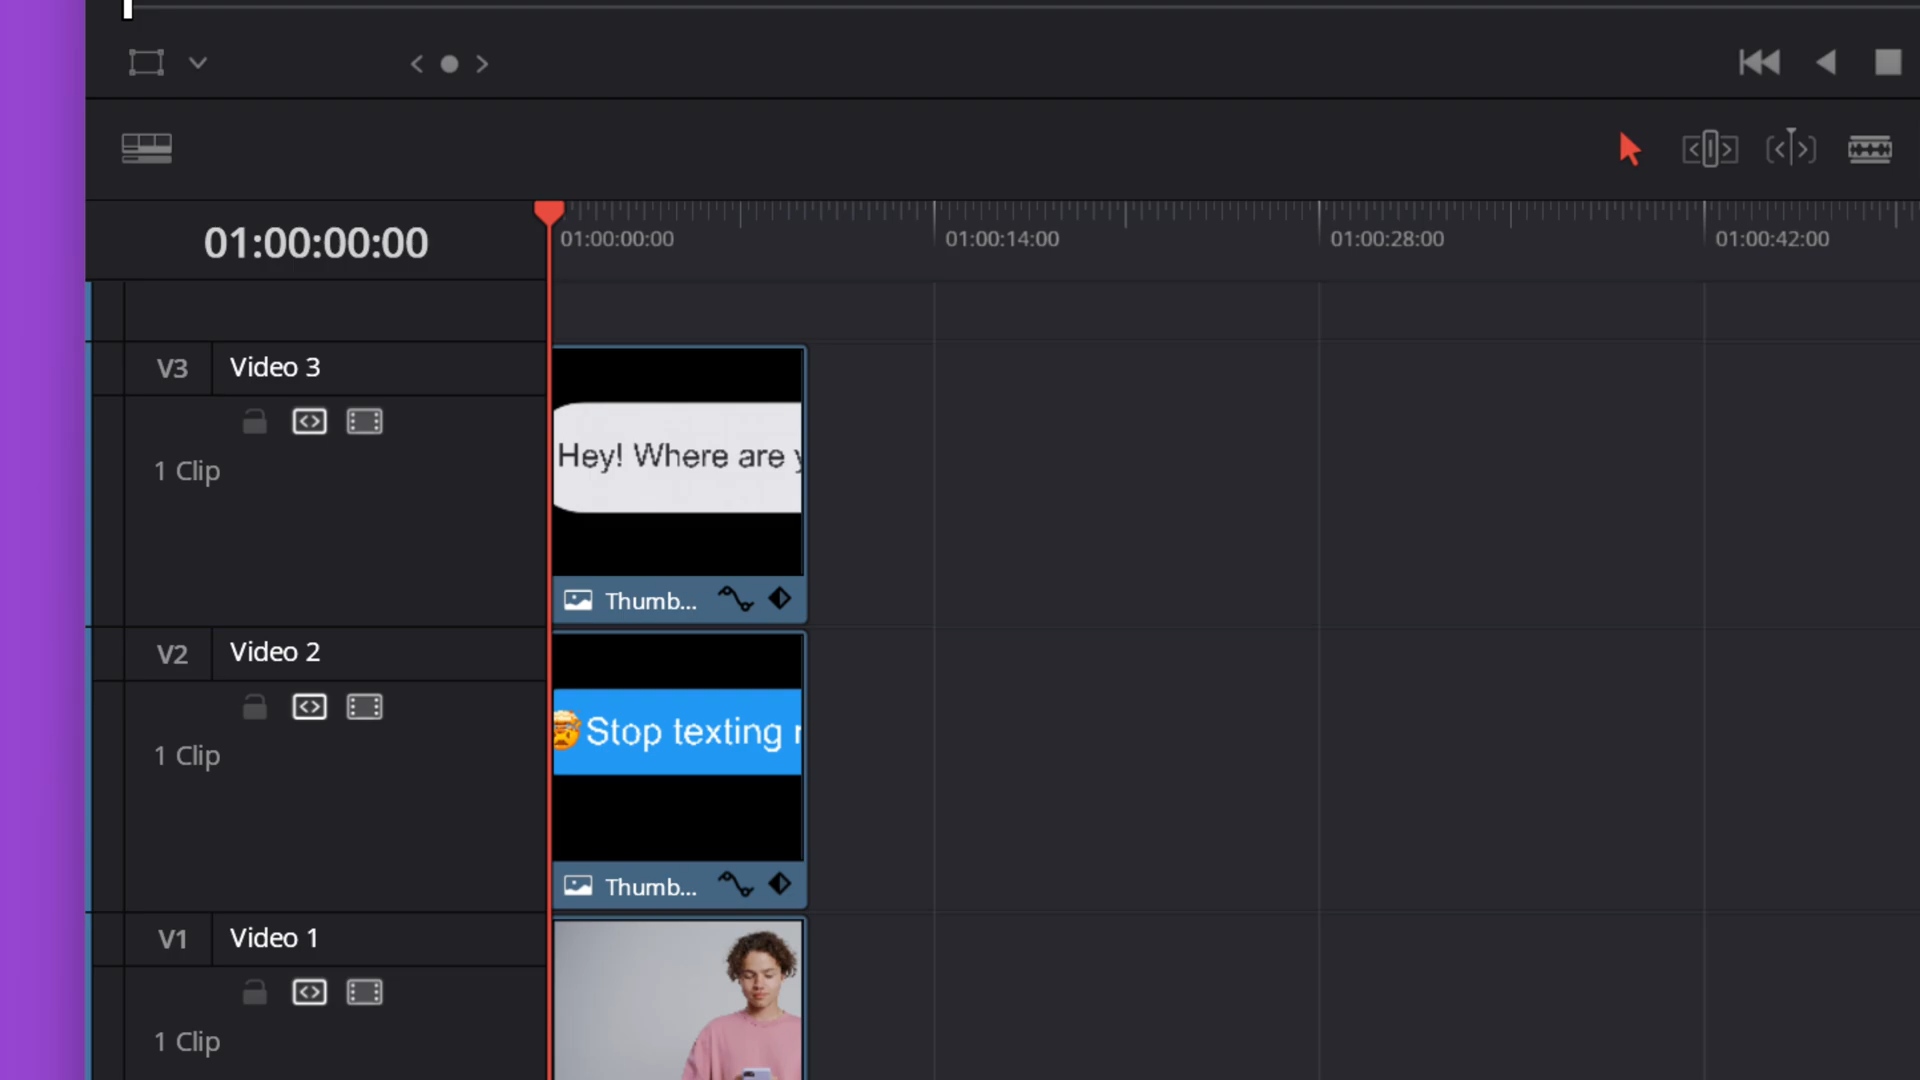 01:00:00:00
01:00:00:00 01:00:14:00 01:00:28:00 01:00:42:00
V3 Video 3
1 Clip
Hey! Where are
Thumb...
V2 Video 2
1 Clip
Stop texting
Thumb...
V1 Video 1
1 Clip